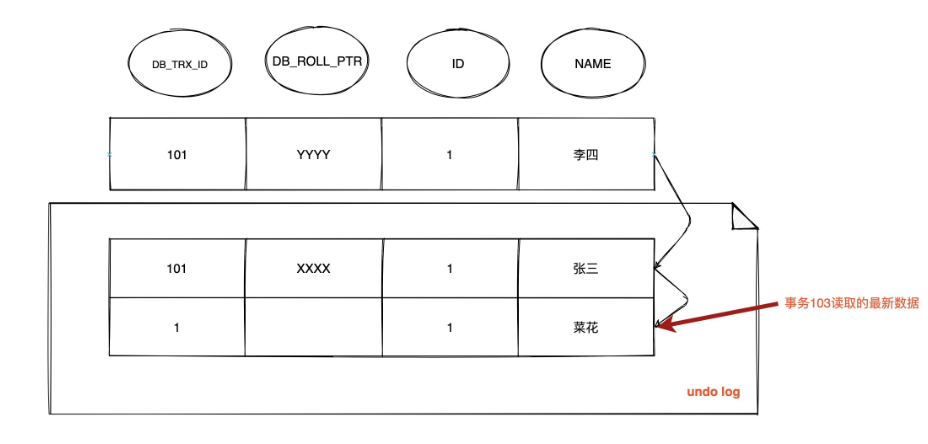 DB_TRX_ID DB_ROLL_PTR ID NAME
101 YYYY 1 李四
101 XXXX 1 张三
事务103读取的最新数据
1 1 菜花
undo log